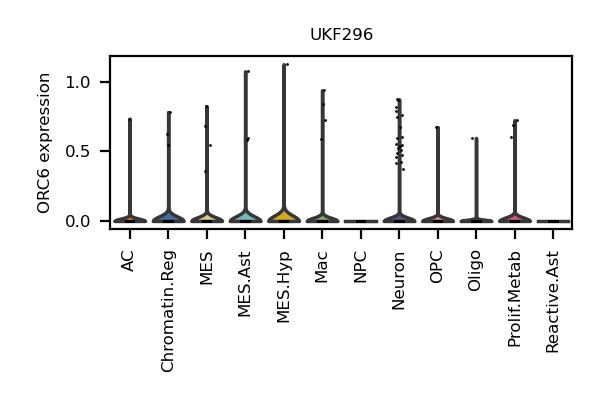 UKF296
ORC6 expression
1.0
0.5
0.0
AC
Chromatin.Reg
MES
MES.Ast
MES.Hyp
Mac
NPC
Neuron
OPC
Oligo
Prolif.Metab
Reactive.Ast